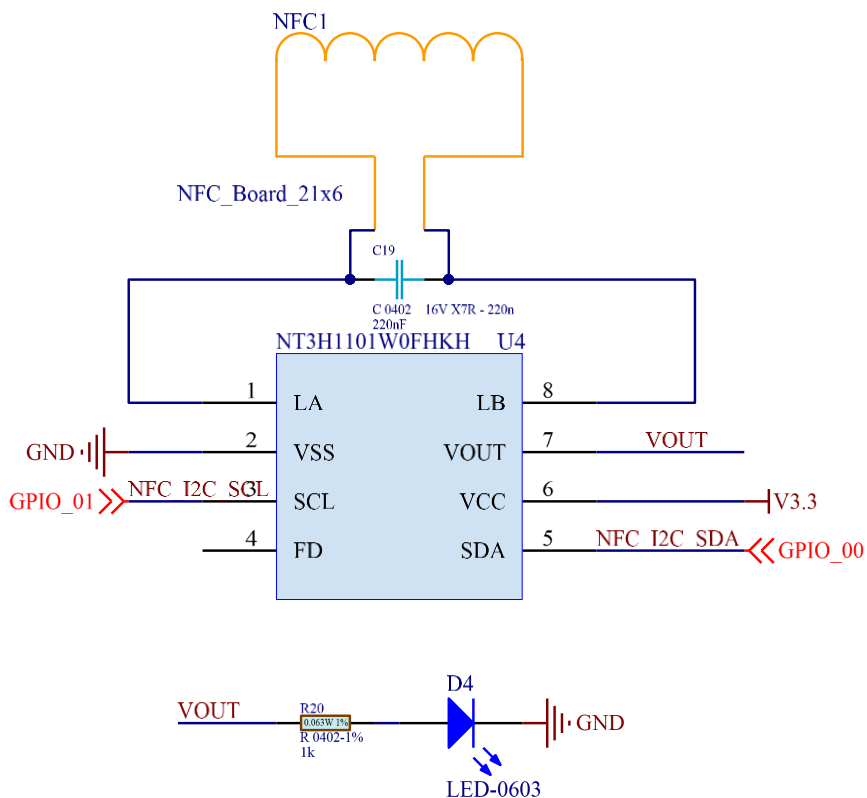 NFC1
NFC_Board_21x6
C19
C 0402 16V X7R - 220n
220nF
NT3H1101W0FHKH U4
1 LA LB 8
GND 2 VSS VOUT 7 VOUT
GPIO_01 NFC_I2C_SCL 3 SCL VCC 6 V3.3
4 FD SDA 5 NFC_I2C_SDA GPIO_00
D4
VOUT R20 GND
0.063W 1%
R 0402-1%
1k
LED-0603